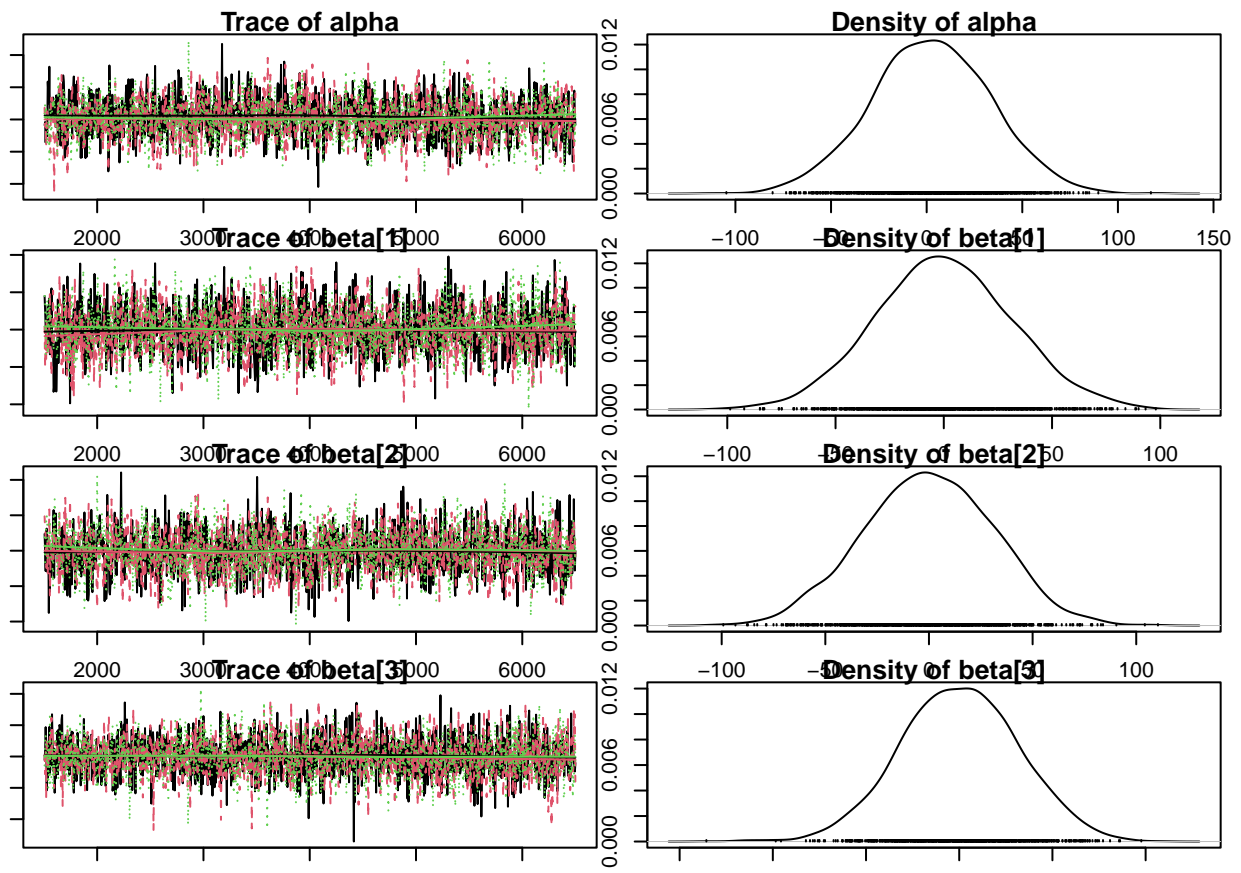 Trace of alpha
Density of alpha
0.000 0.006 0.012
2000 3000 4000 5000 6000
−100 −50 0 50 100 150
Trace of beta[1]
Density of beta[1]
0.000 0.006 0.012
2000 3000 4000 5000 6000
−100 −50 0 50 100
Trace of beta[2]
Density of beta[2]
0.000 0.006 0.012
2000 3000 4000 5000 6000
−100 −50 0 50 100
Trace of beta[3]
Density of beta[3]
0.000 0.006 0.012